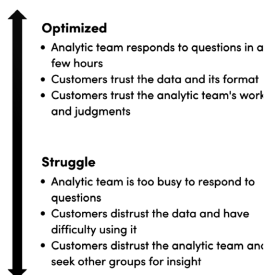 Optimized
• Analytic team responds to questions in a
few hours
• Customers trust the data and its format
• Customers trust the analytic team's work
and judgments
Struggle
• Analytic team is too busy to respond to
questions
• Customers distrust the data and have
difficulty using it
• Customers distrust the analytic team and
seek other groups for insight